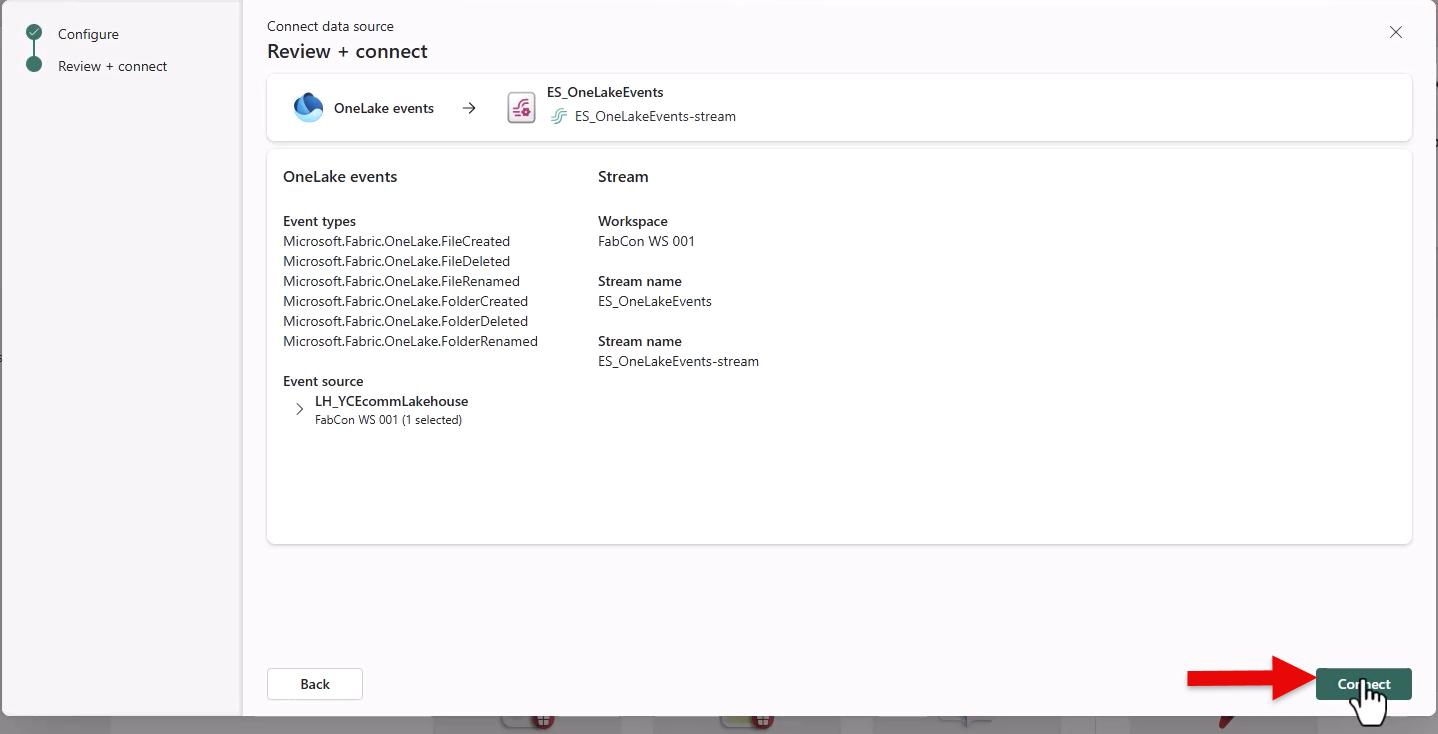 Configure
Review + connect
Connect data source
Review + connect
OneLake events
ES_OneLakeEvents
ES_OneLakeEvents-stream
OneLake events
Event types
Microsoft.Fabric.OneLake.FileCreated
Microsoft.Fabric.OneLake.FileDeleted
Microsoft.Fabric.OneLake.FileRenamed
Microsoft.Fabric.OneLake.FolderCreated
Microsoft.Fabric.OneLake.FolderDeleted
Microsoft.Fabric.OneLake.FolderRenamed
Event source
LH_YCEcommLakehouse
FabCon WS 001 (1 selected)
Stream
Workspace
FabCon WS 001
Stream name
ES_OneLakeEvents
Stream name
ES_OneLakeEvents-stream
Back
Connect